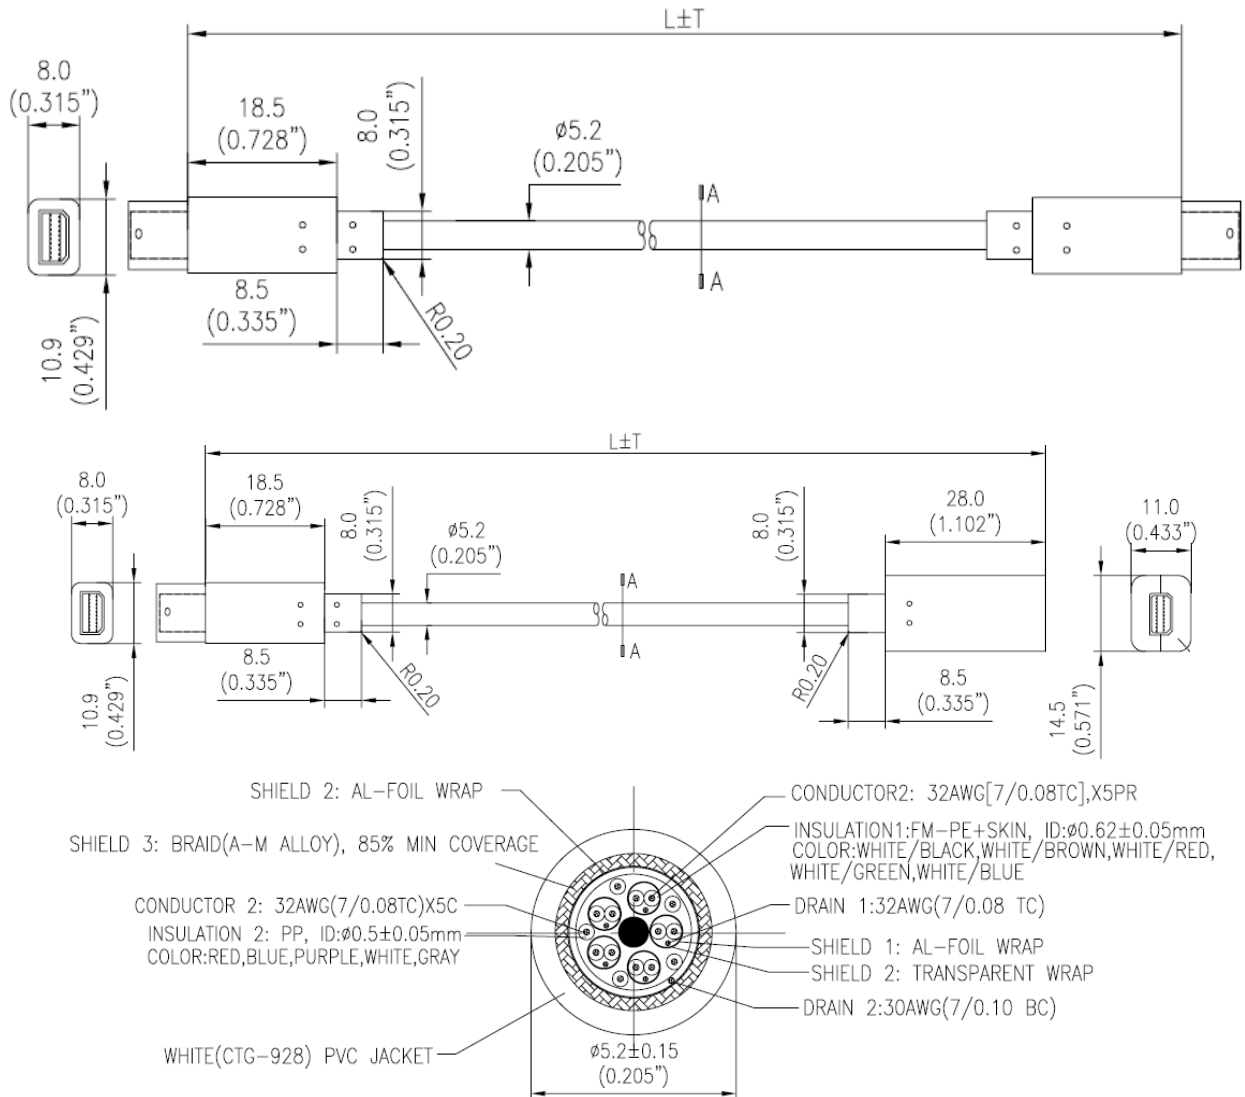 L±T
8.0
(0.315")
18.5
(0.728")
8.0
(0.315")
ø5.2
(0.205")
A
A
8.5
(0.335")
R0.20
10.9
(0.429")
L±T
8.0
(0.315")
18.5
(0.728")
8.0
(0.315")
ø5.2
(0.205")
A
A
8.0
(0.315")
28.0
(1.102")
11.0
(0.433")
8.5
(0.335")
R0.20
10.9
(0.429")
R0.20
8.5
(0.335")
14.5
(0.571")
SHIELD 2: AL-FOIL WRAP
SHIELD 3: BRAID(A-M ALLOY), 85% MIN COVERAGE
CONDUCTOR 2: 32AWG(7/0.08TC)X5C
INSULATION 2: PP, ID:ø0.5±0.05mm
COLOR:RED,BLUE,PURPLE,WHITE,GRAY
WHITE(CTG-928) PVC JACKET
CONDUCTOR2: 32AWG[7/0.08TC],X5PR
INSULATION1:FM-PE+SKIN, ID:ø0.62±0.05mm
COLOR:WHITE/BLACK,WHITE/BROWN,WHITE/RED,
WHITE/GREEN,WHITE/BLUE
DRAIN 1:32AWG(7/0.08 TC)
SHIELD 1: AL-FOIL WRAP
SHIELD 2: TRANSPARENT WRAP
DRAIN 2:30AWG(7/0.10 BC)
ø5.2±0.15
(0.205")